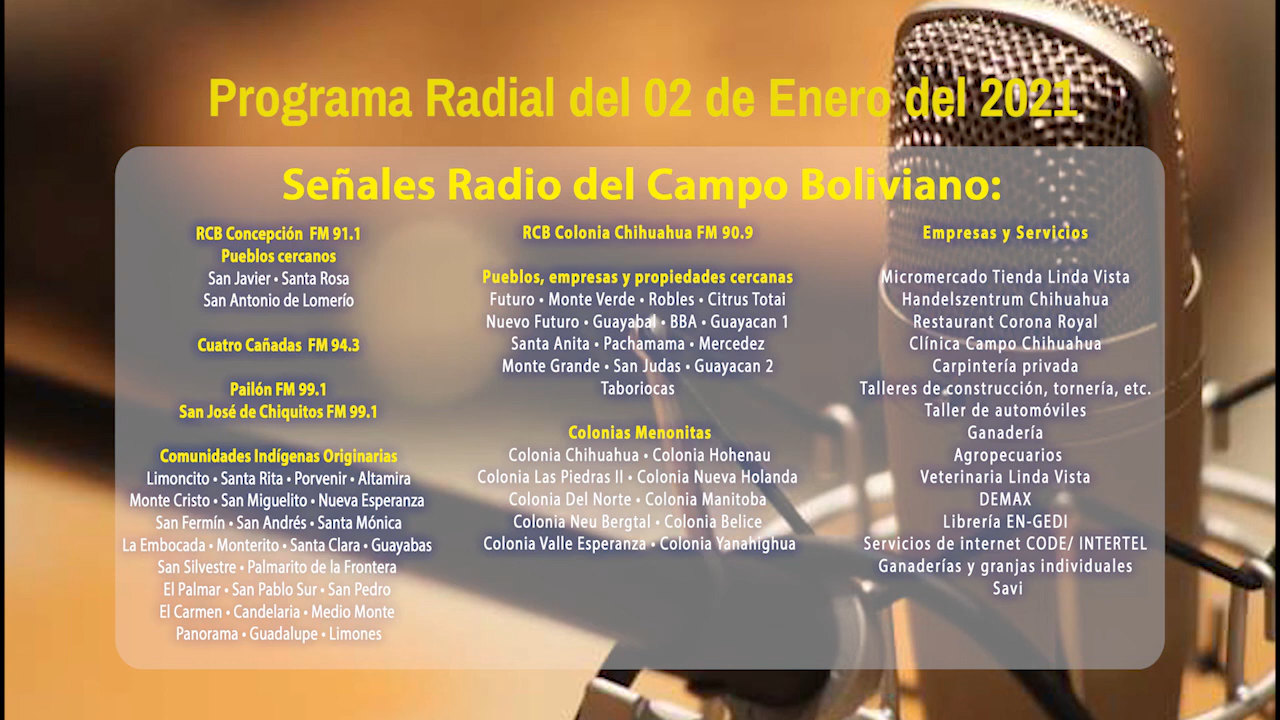 Programa Radial del 02 de Enero del 2021
Señales Radio del Campo Boliviano:
RCB Concepción FM 91.1
Pueblos cercanos
San Javier • Santa Rosa
San Antonio de Lomerío
Cuatro Cañadas FM 94.3
Pailón FM 99.1
San José de Chiquitos FM 99.1
Comunidades Indígenas Originarias
Limoncito • Santa Rita • Porvenir • Altamira
Monte Cristo • San Miguelito • Nueva Esperanza
San Fermín • San Andrés • Santa Mónica
La Embocada • Monterito • Santa Clara • Guayabas
San Silvestre • Palmarito de la Frontera
El Palmar • San Pablo Sur • San Pedro
El Carmen • Candelaria • Medio Monte
Panorama • Guadalupe • Limones
RCB Colonia Chihuahua FM 90.9
Pueblos, empresas y propiedades cercanas
Futuro • Monte Verde • Robles • Citrus Totai
Nuevo Futuro • Guayabal • BBA • Guayacan 1
Santa Anita • Pachamama • Mercedez
Monte Grande • San Judas • Guayacan 2
Taboriocas
Colonias Menonitas
Colonia Chihuahua • Colonia Hohenau
Colonia Las Piedras II • Colonia Nueva Holanda
Colonia Del Norte • Colonia Manitoba
Colonia Neu Bergtal • Colonia Belice
Colonia Valle Esperanza • Colonia Yanahighua
Empresas y Servicios
Micromercado Tienda Linda Vista
Handelszentrum Chihuahua
Restaurant Corona Royal
Clínica Campo Chihuahua
Carpintería privada
Talleres de construcción, tornería, etc.
Taller de automóviles
Ganadería
Agropecuarios
Veterinaria Linda Vista
DEMAX
Librería EN-GEDI
Servicios de internet CODE/ INTERTEL
Ganaderías y granjas individuales
Savi